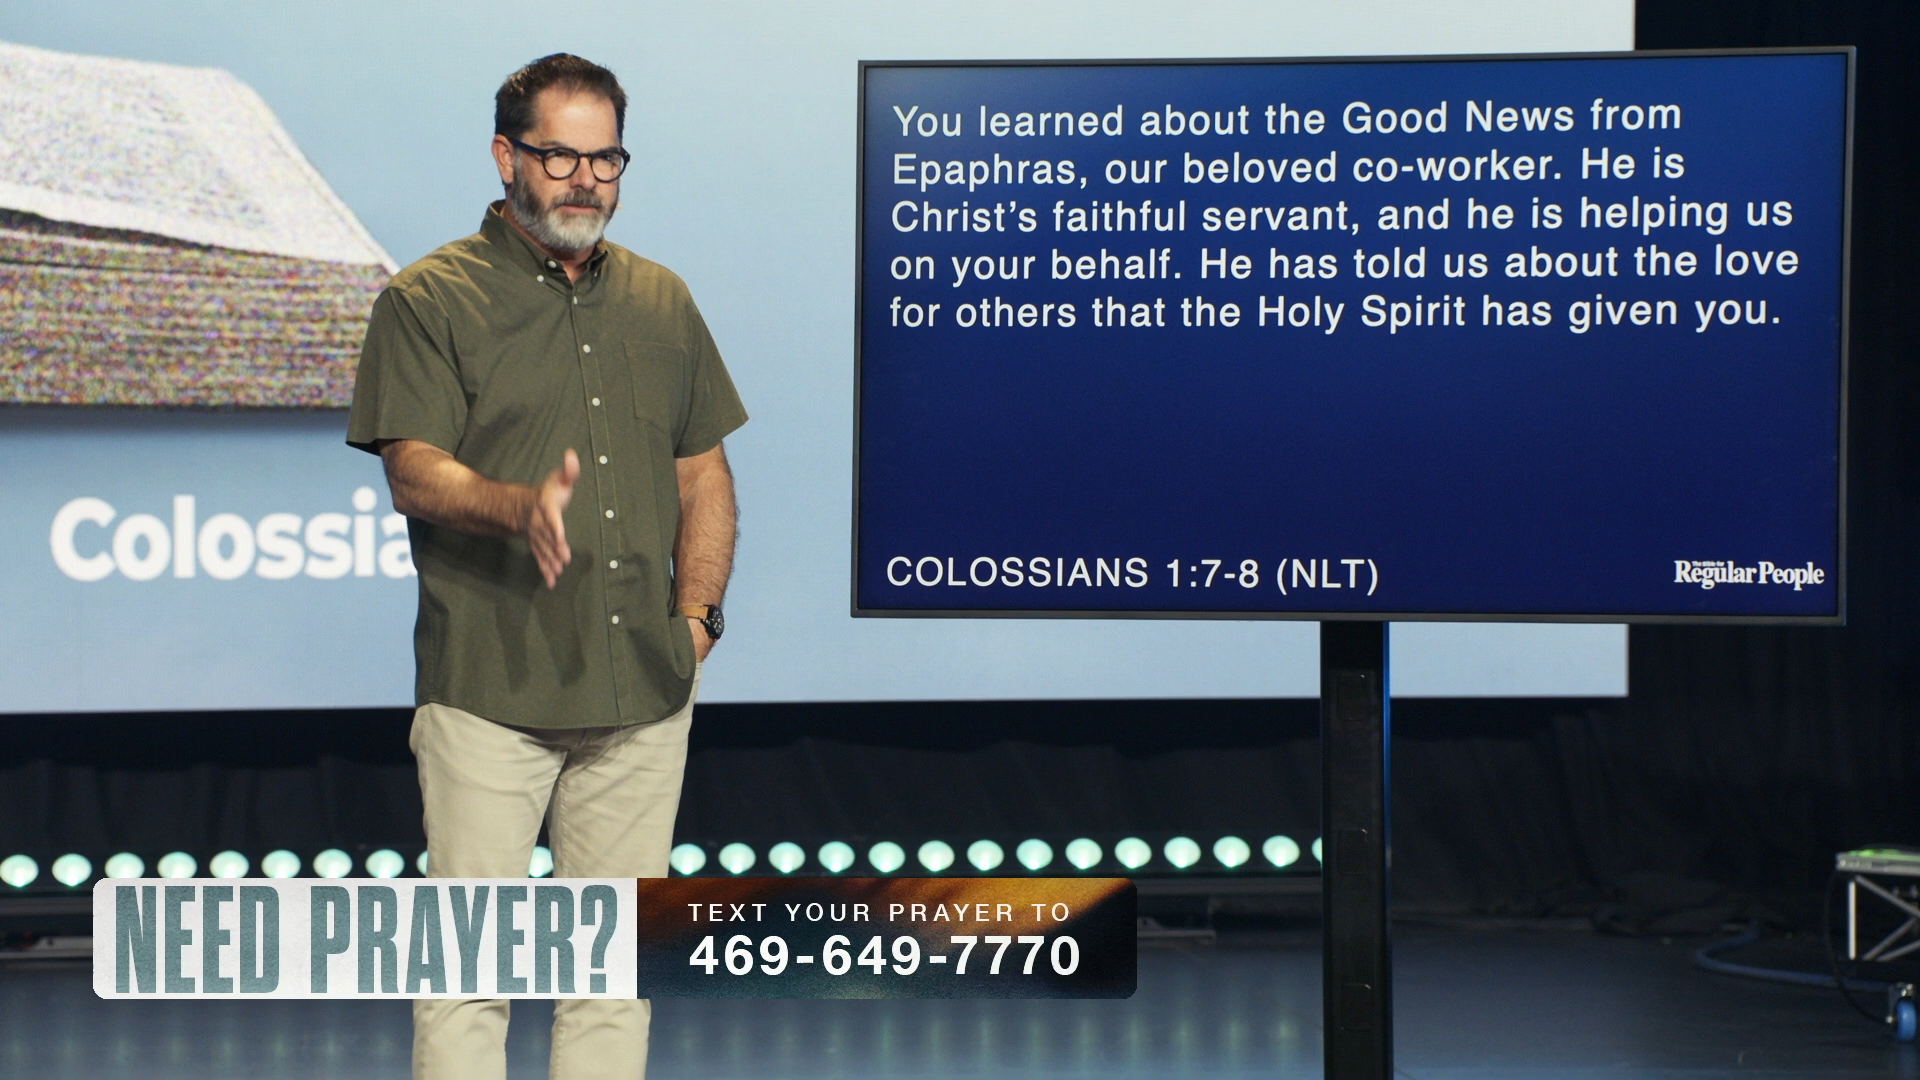 You learned about the Good News from
Epaphras, our beloved co-worker. He is
Christ's faithful servant, and he is helping us
on your behalf. He has told us about the love
for others that the Holy Spirit has given you.
COLOSSIANS 1:7-8 (NLT)
Regular People
Colossia
NEED PRAYER?
TEXT YOUR PRAYER TO
469-649-7770